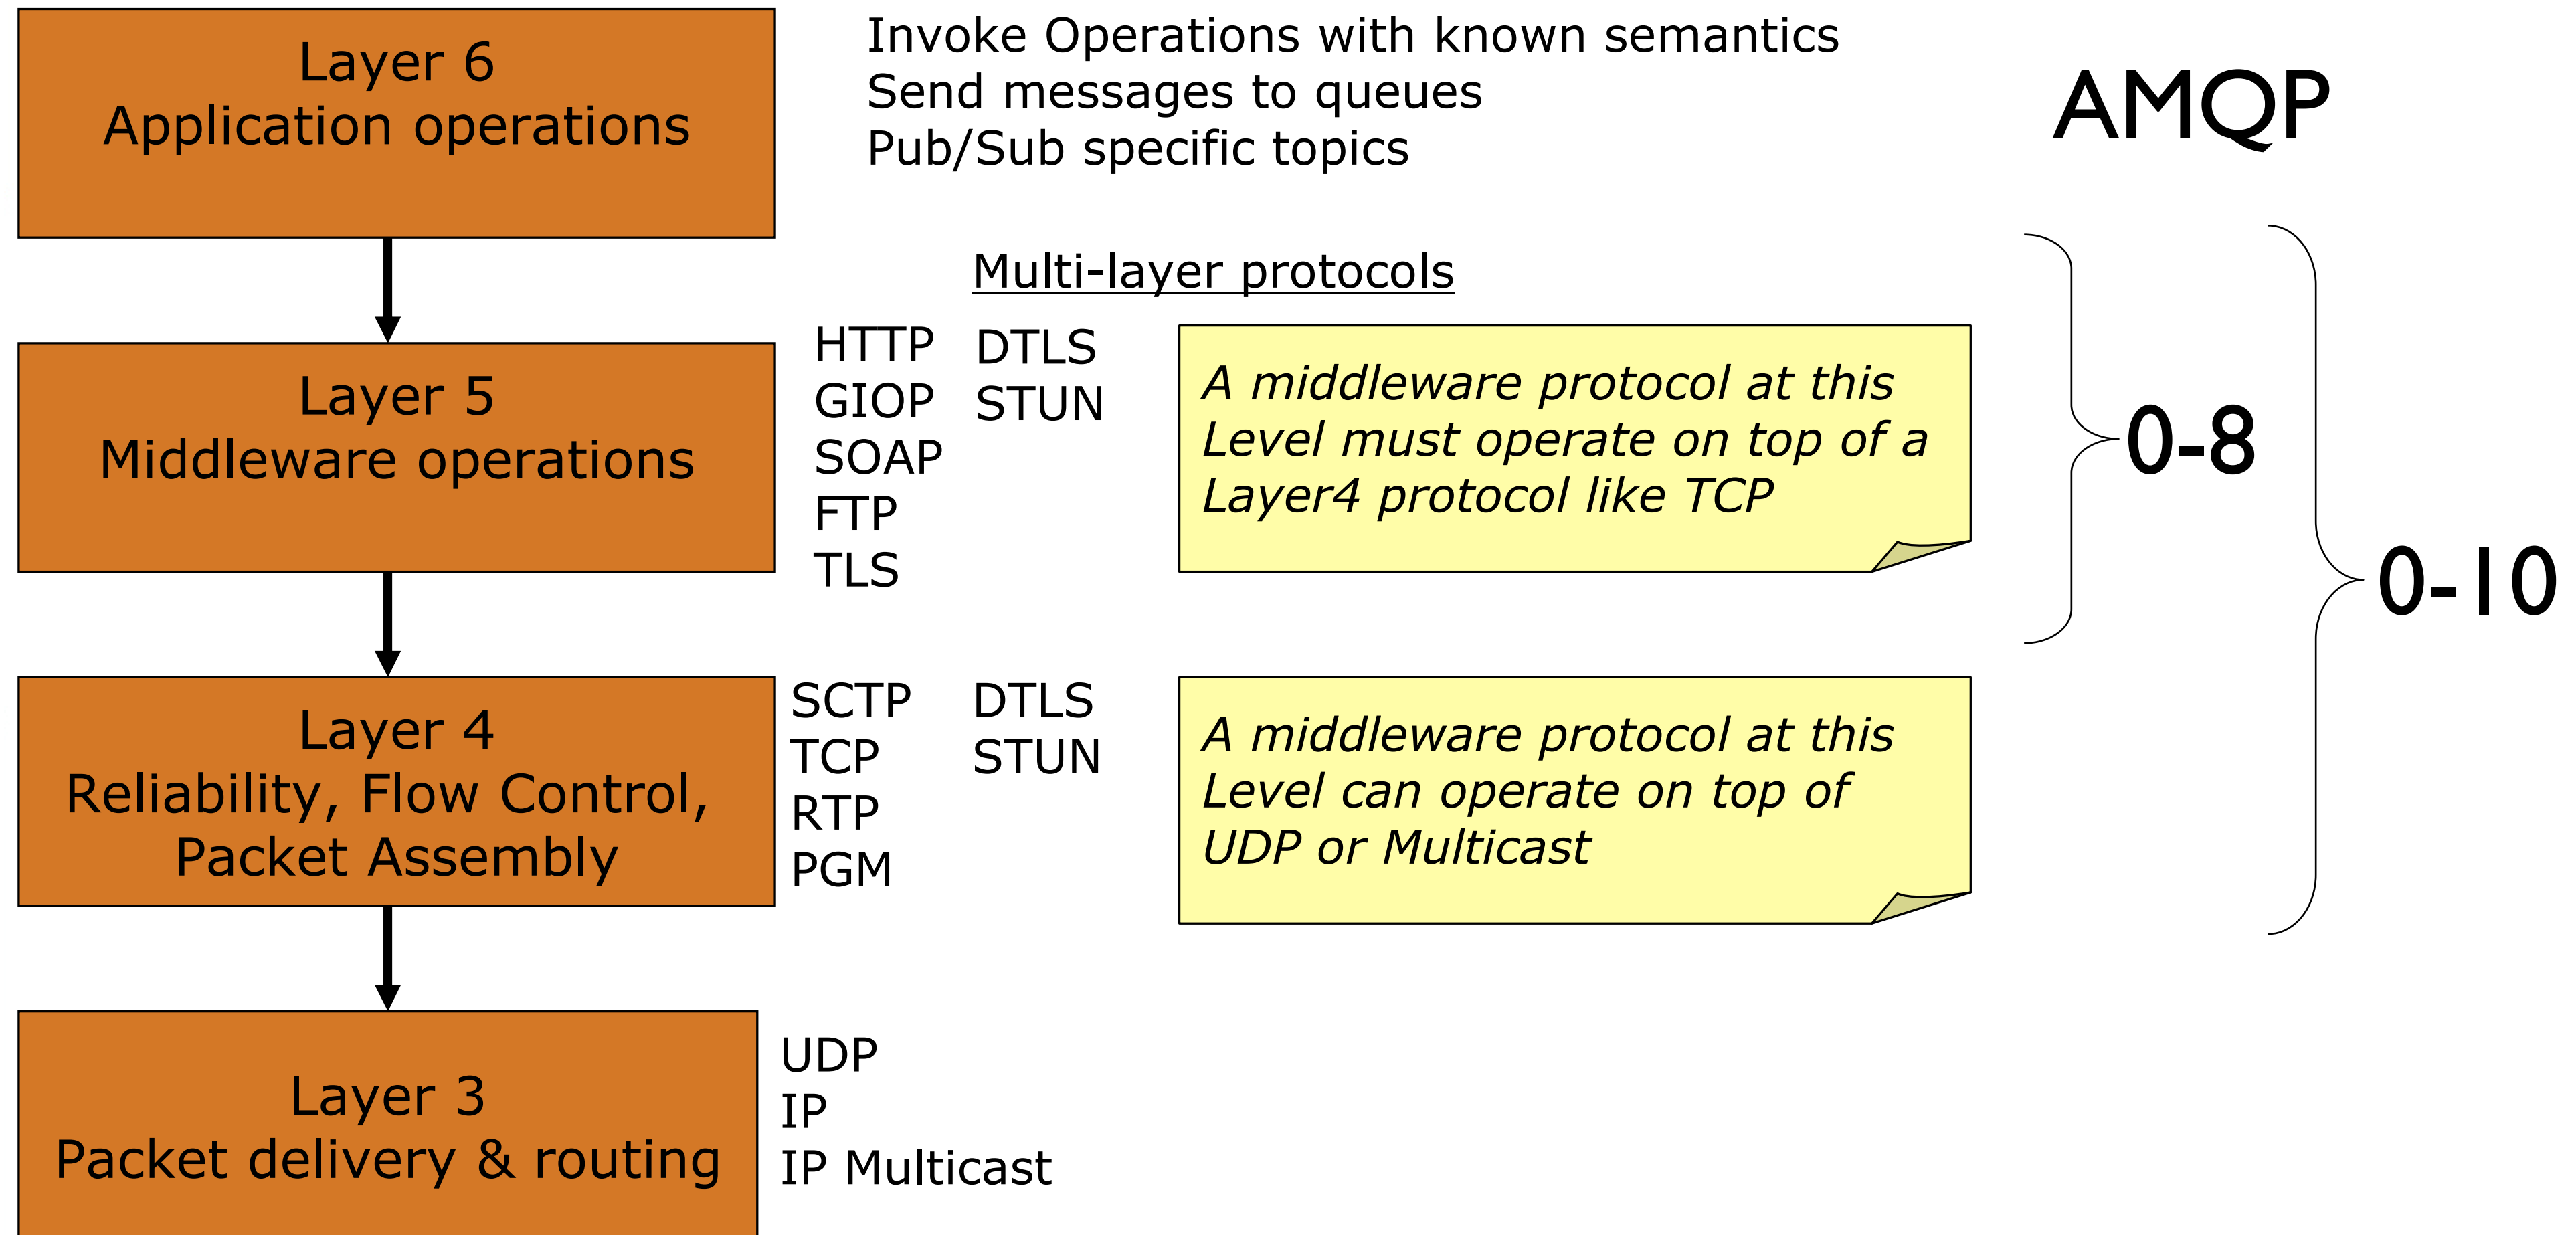 Layer 6
Application operations
Invoke Operations with known semantics
Send messages to queues
Pub/Sub specific topics
AMQP
Multi-layer protocols
Layer 5
Middleware operations
HTTP
GIOP
SOAP
FTP
TLS
DTLS
STUN
A middleware protocol at this
Level must operate on top of a
Layer4 protocol like TCP
0-8
0-10
Layer 4
Reliability, Flow Control,
Packet Assembly
SCTP
TCP
RTP
PGM
DTLS
STUN
A middleware protocol at this
Level can operate on top of
UDP or Multicast
Layer 3
Packet delivery & routing
UDP
IP
IP Multicast